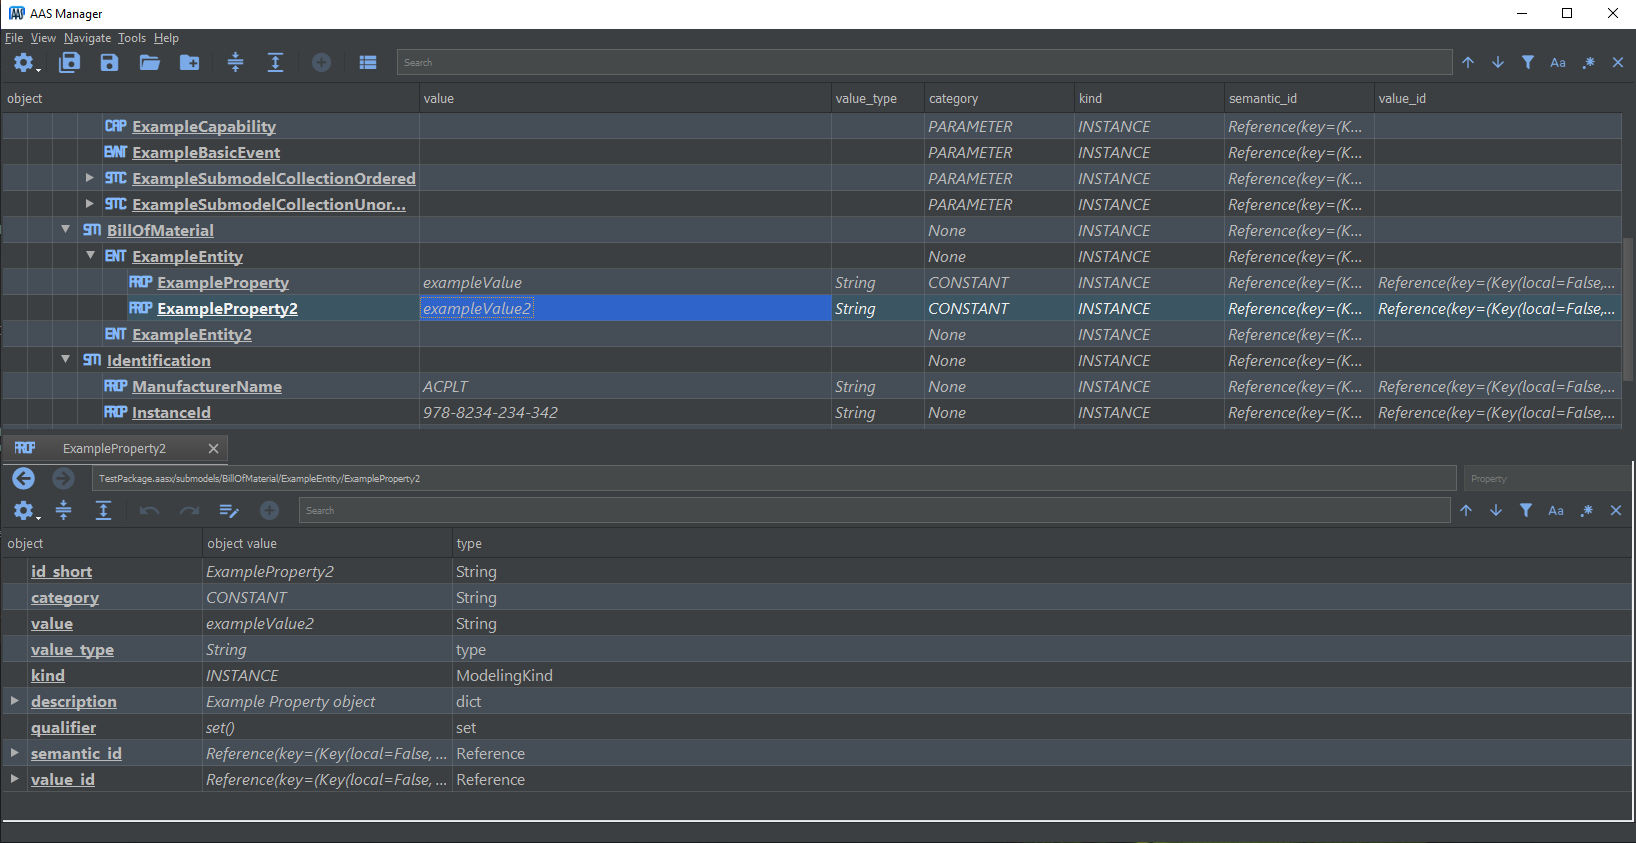 AAS AAS Manager
File View Navigate Tools Help
Search Aa .*
object value value_type category kind semantic_id value_id
CAP ExampleCapability PARAMETER INSTANCE Reference(key=(K...
EVNT ExampleBasicEvent PARAMETER INSTANCE Reference(key=(K...
SMC ExampleSubmodelCollectionOrdered PARAMETER INSTANCE Reference(key=(K...
SMC ExampleSubmodelCollectionUnor... PARAMETER INSTANCE Reference(key=(K...
SM BillOfMaterial None INSTANCE Reference(key=(K...
ENT ExampleEntity None INSTANCE Reference(key=(K...
PROP ExampleProperty exampleValue String CONSTANT INSTANCE Reference(key=(K... Reference(key=(Key(local=False,...
PROP ExampleProperty2 exampleValue2 String CONSTANT INSTANCE Reference(key=(K... Reference(key=(Key(local=False,...
ENT ExampleEntity2 None INSTANCE Reference(key=(K...
SM Identification None INSTANCE Reference(key=(K...
PROP ManufacturerName ACPLT String None INSTANCE Reference(key=(K... Reference(key=(Key(local=False,...
PROP InstanceId 978-8234-234-342 String None INSTANCE Reference(key=(K... Reference(key=(Key(local=False,...
PROP ExampleProperty2
TestPackage.aasx/submodels/BillOfMaterial/ExampleEntity/ExampleProperty2 Property
Search Aa .*
object object value type
id_short ExampleProperty2 String
category CONSTANT String
value exampleValue2 String
value_type String type
kind INSTANCE ModelingKind
description Example Property object dict
qualifier set() set
semantic_id Reference(key=(Key(local=False, ... Reference
value_id Reference(key=(Key(local=False, ... Reference